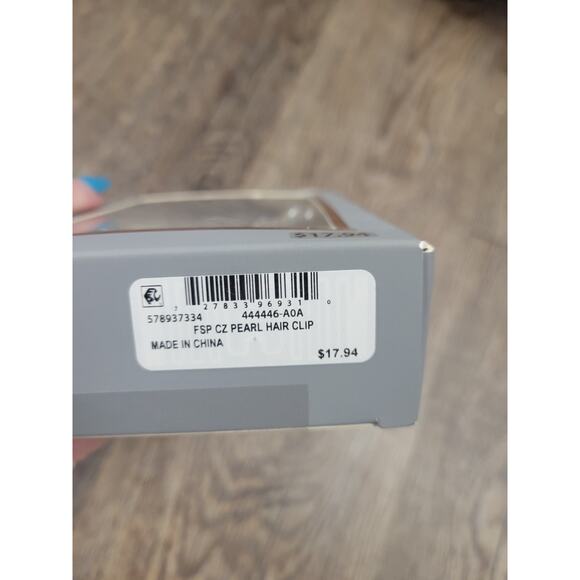 $17.94
7 27833 96931 0
578937334 444446-A0A
FSP CZ PEARL HAIR CLIP
MADE IN CHINA
$17.94